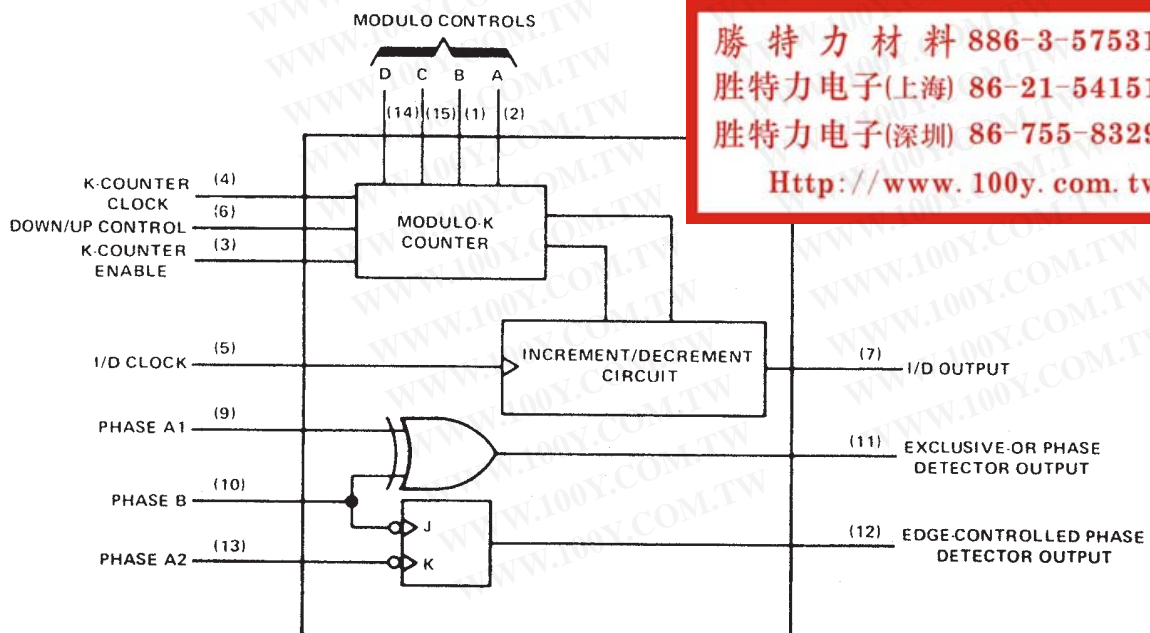 MODULO CONTROLS
D C B A
(14) (15) (1) (2)
勝特力材料 886-3-57531
胜特力电子(上海) 86-21-54151
胜特力电子(深圳) 86-755-8329
Http://www.100y.com.tw
K-COUNTER CLOCK (4)
DOWN/UP CONTROL (6)
K-COUNTER ENABLE (3)
MODULO-K
COUNTER
I/D CLOCK (5)
INCREMENT/DECREMENT
CIRCUIT
(7) I/D OUTPUT
PHASE A1 (9)
(11) EXCLUSIVE-OR PHASE
DETECTOR OUTPUT
PHASE B (10)
J
K
PHASE A2 (13)
(12) EDGE-CONTROLLED PHASE
DETECTOR OUTPUT
WWW.100Y.COM.TW